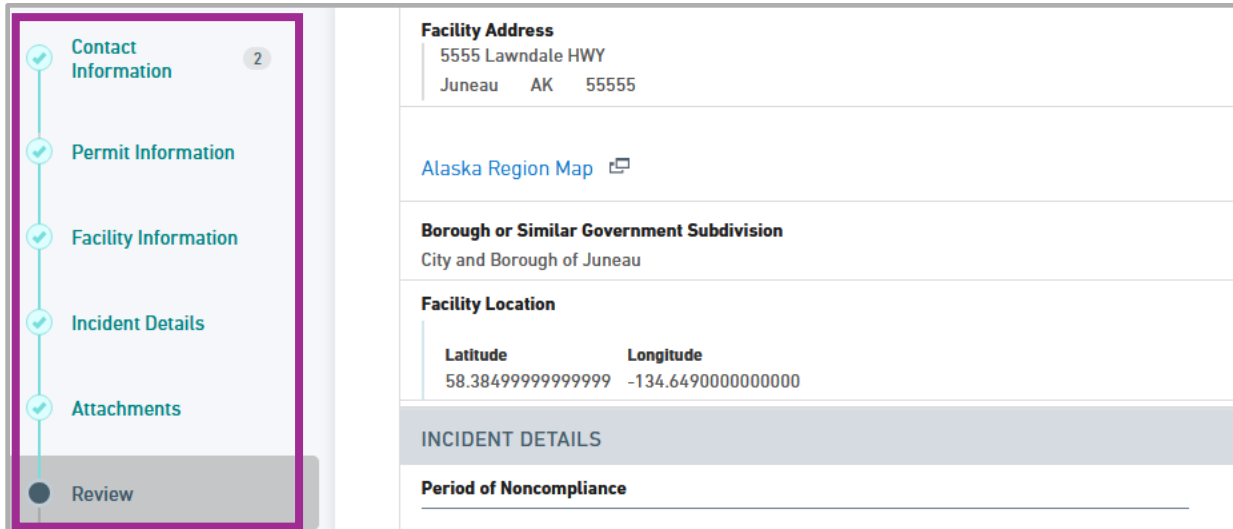 Contact
Information
2
Permit Information
Facility Information
Incident Details
Attachments
Review
Facility Address
5555 Lawndale HWY
Juneau AK 55555
Alaska Region Map
Borough or Similar Government Subdivision
City and Borough of Juneau
Facility Location
Latitude Longitude
58.38499999999999 -134.6490000000000
INCIDENT DETAILS
Period of Noncompliance